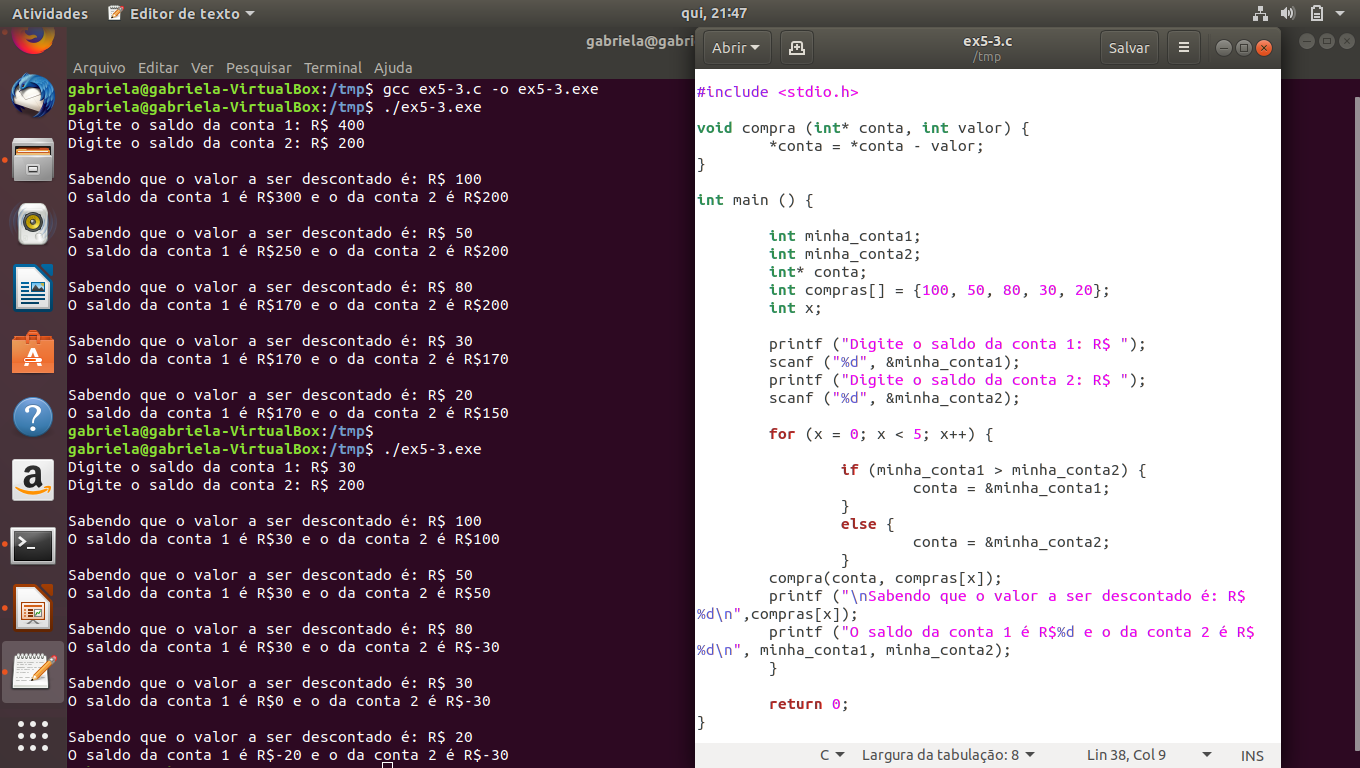 Atividades Editor de texto qui, 21:47
gabriela@gabri
Arquivo Editar Ver Pesquisar Terminal Ajuda
gabriela@gabriela-VirtualBox:/tmp$ gcc ex5-3.c -o ex5-3.exe
gabriela@gabriela-VirtualBox:/tmp$ ./ex5-3.exe
Digite o saldo da conta 1: R$ 400
Digite o saldo da conta 2: R$ 200
Sabendo que o valor a ser descontado é: R$ 100
O saldo da conta 1 é R$300 e o da conta 2 é R$200
Sabendo que o valor a ser descontado é: R$ 50
O saldo da conta 1 é R$250 e o da conta 2 é R$200
Sabendo que o valor a ser descontado é: R$ 80
O saldo da conta 1 é R$170 e o da conta 2 é R$200
Sabendo que o valor a ser descontado é: R$ 30
O saldo da conta 1 é R$170 e o da conta 2 é R$170
Sabendo que o valor a ser descontado é: R$ 20
O saldo da conta 1 é R$170 e o da conta 2 é R$150
gabriela@gabriela-VirtualBox:/tmp$
gabriela@gabriela-VirtualBox:/tmp$ ./ex5-3.exe
Digite o saldo da conta 1: R$ 30
Digite o saldo da conta 2: R$ 200
Sabendo que o valor a ser descontado é: R$ 100
O saldo da conta 1 é R$30 e o da conta 2 é R$100
Sabendo que o valor a ser descontado é: R$ 50
O saldo da conta 1 é R$30 e o da conta 2 é R$50
Sabendo que o valor a ser descontado é: R$ 80
O saldo da conta 1 é R$30 e o da conta 2 é R$-30
Sabendo que o valor a ser descontado é: R$ 30
O saldo da conta 1 é R$0 e o da conta 2 é R$-30
Sabendo que o valor a ser descontado é: R$ 20
O saldo da conta 1 é R$-20 e o da conta 2 é R$-30
Abrir ex5-3.c Salvar
/tmp
#include <stdio.h>
void compra (int* conta, int valor) {
*conta = *conta - valor;
}
int main () {
int minha_conta1;
int minha_conta2;
int* conta;
int compras[] = {100, 50, 80, 30, 20};
int x;
printf ("Digite o saldo da conta 1: R$ ");
scanf ("%d", &minha_conta1);
printf ("Digite o saldo da conta 2: R$ ");
scanf ("%d", &minha_conta2);
for (x = 0; x < 5; x++) {
if (minha_conta1 > minha_conta2) {
conta = &minha_conta1;
}
else {
conta = &minha_conta2;
}
compra(conta, compras[x]);
printf ("\nSabendo que o valor a ser descontado é: R$
%d\n",compras[x]);
printf ("O saldo da conta 1 é R$%d e o da conta 2 é R$
%d\n", minha_conta1, minha_conta2);
}
return 0;
}
C Largura da tabulação: 8 Lin 38, Col 9 INS